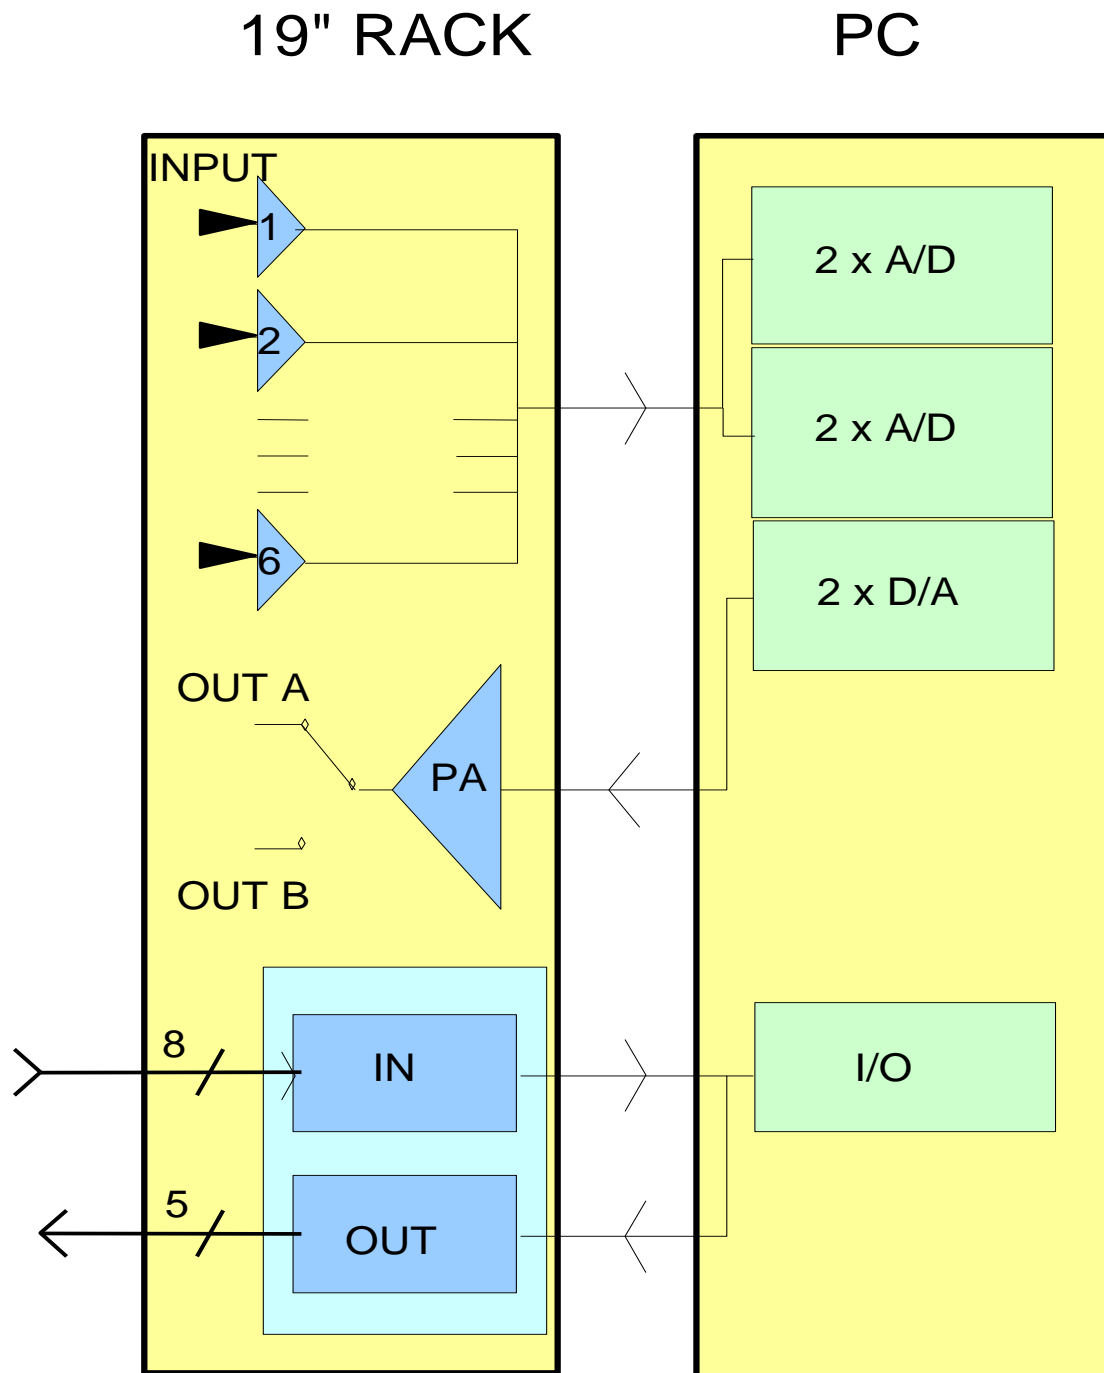 19" RACK
PC
INPUT
1
2
6
2 x A/D
2 x A/D
2 x D/A
OUT A
PA
OUT B
8
IN
I/O
5
OUT